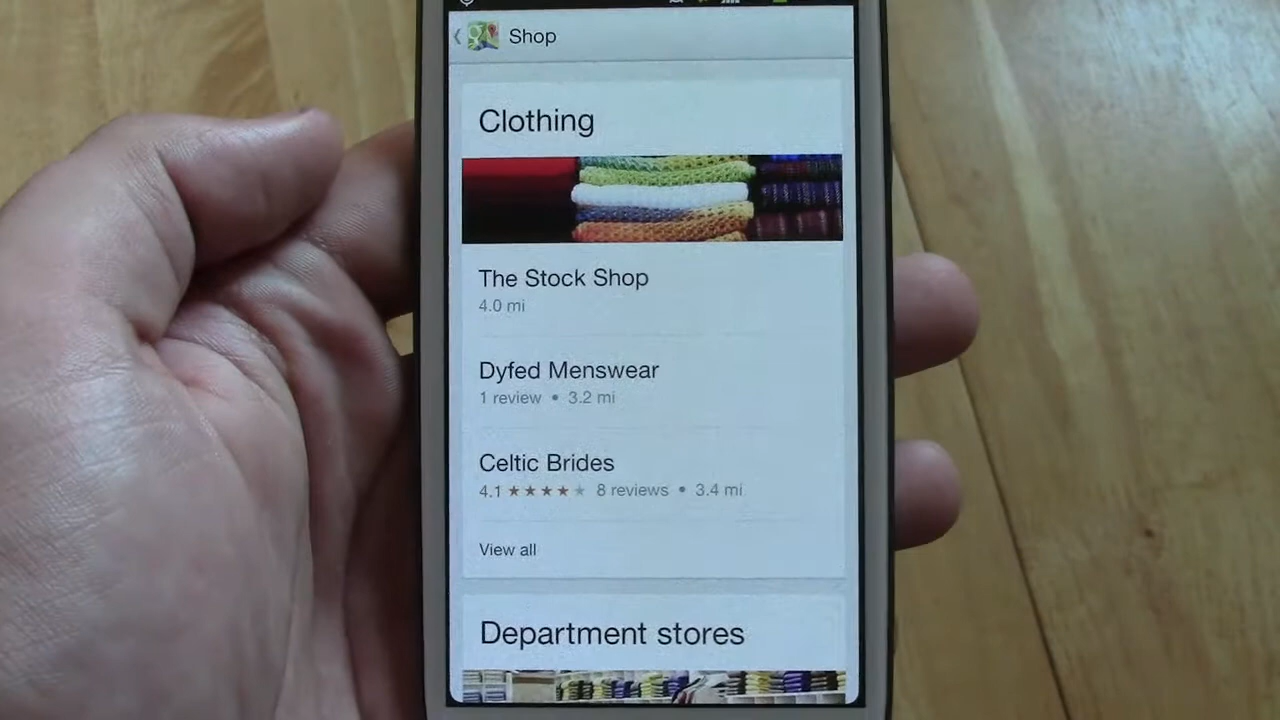 Shop
Clothing
The Stock Shop
4.0 mi
Dyfed Menswear
1 review • 3.2 mi
Celtic Brides
4.1 ★★★★★ 8 reviews • 3.4 mi
View all
Department stores